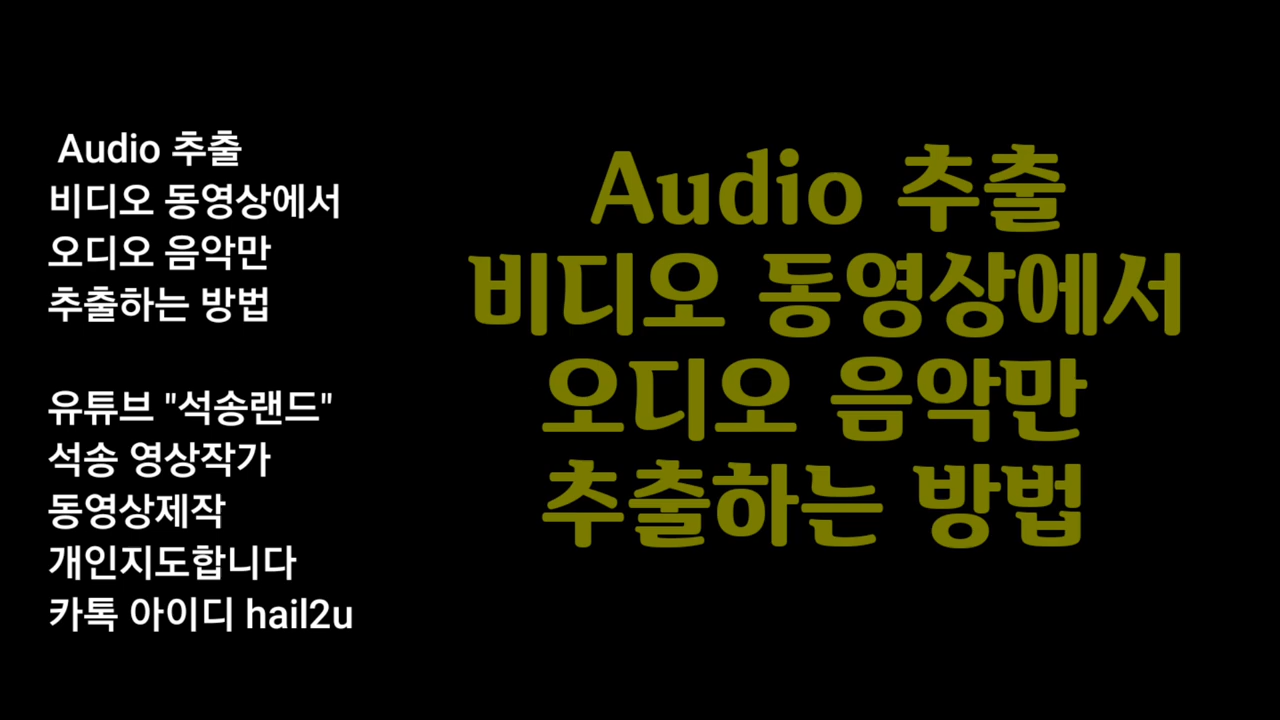 Audio 추출
비디오 동영상에서
오디오 음악만
추출하는 방법
유튜브 "석송랜드"
석송 영상작가
동영상제작
개인지도합니다
카톡 아이디 hail2u
Audio 추출
비디오 동영상에서
오디오 음악만
추출하는 방법